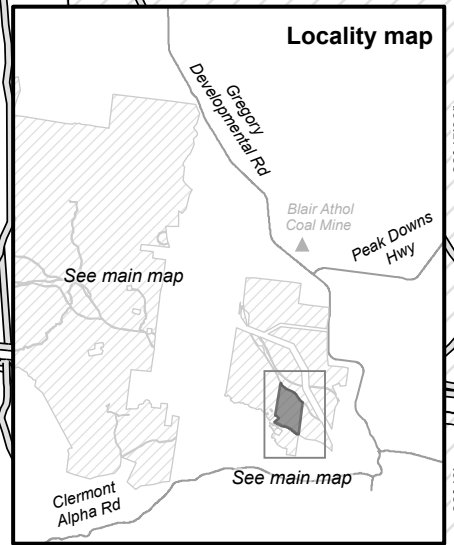 Locality map
Gregory
Developmental Rd
Blair Athol
Coal Mine
Peak Downs
Hwy
See main map
See main map
Clermont
Alpha Rd